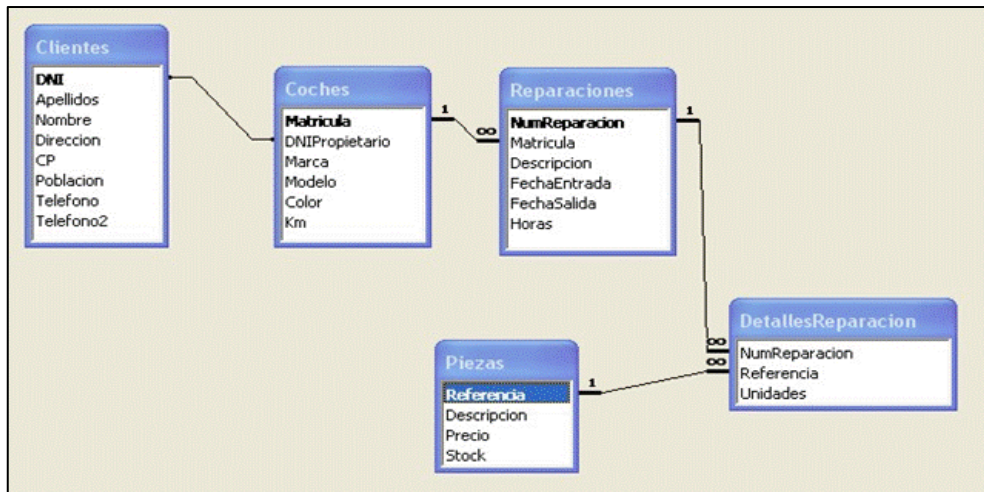 Clientes
DNI
Apellidos
Nombre
Direccion
CP
Poblacion
Telefono
Telefono2
Coches
Matricula
DNIPropietario
Marca
Modelo
Color
Km
1
∞
Reparaciones
NumReparacion
Matricula
Descripcion
FechaEntrada
FechaSalida
Horas
1
∞
∞
DetallesReparacion
NumReparacion
Referencia
Unidades
Piezas
Referencia
Descripcion
Precio
Stock
1